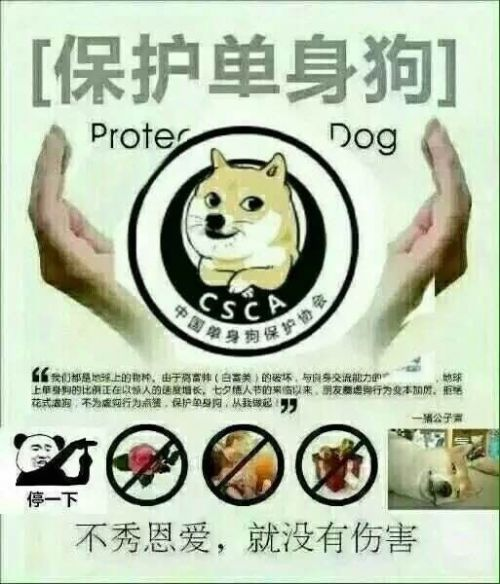 [保护单身狗]
Protec Dog
CSCA
中国单身狗保护协会
“我们都是地球上的物种。由于高富帅（白富美）的破坏，与自身交流能力的 ，地球
上单身狗的比例正在以惊人的速度增长。七夕情人节的来临以来，朋友圈虐狗行为变本加厉。拒绝
花式虐狗，不为虐狗行为点赞，保护单身狗，从我做起！”
停一下
不秀恩爱，就没有伤害